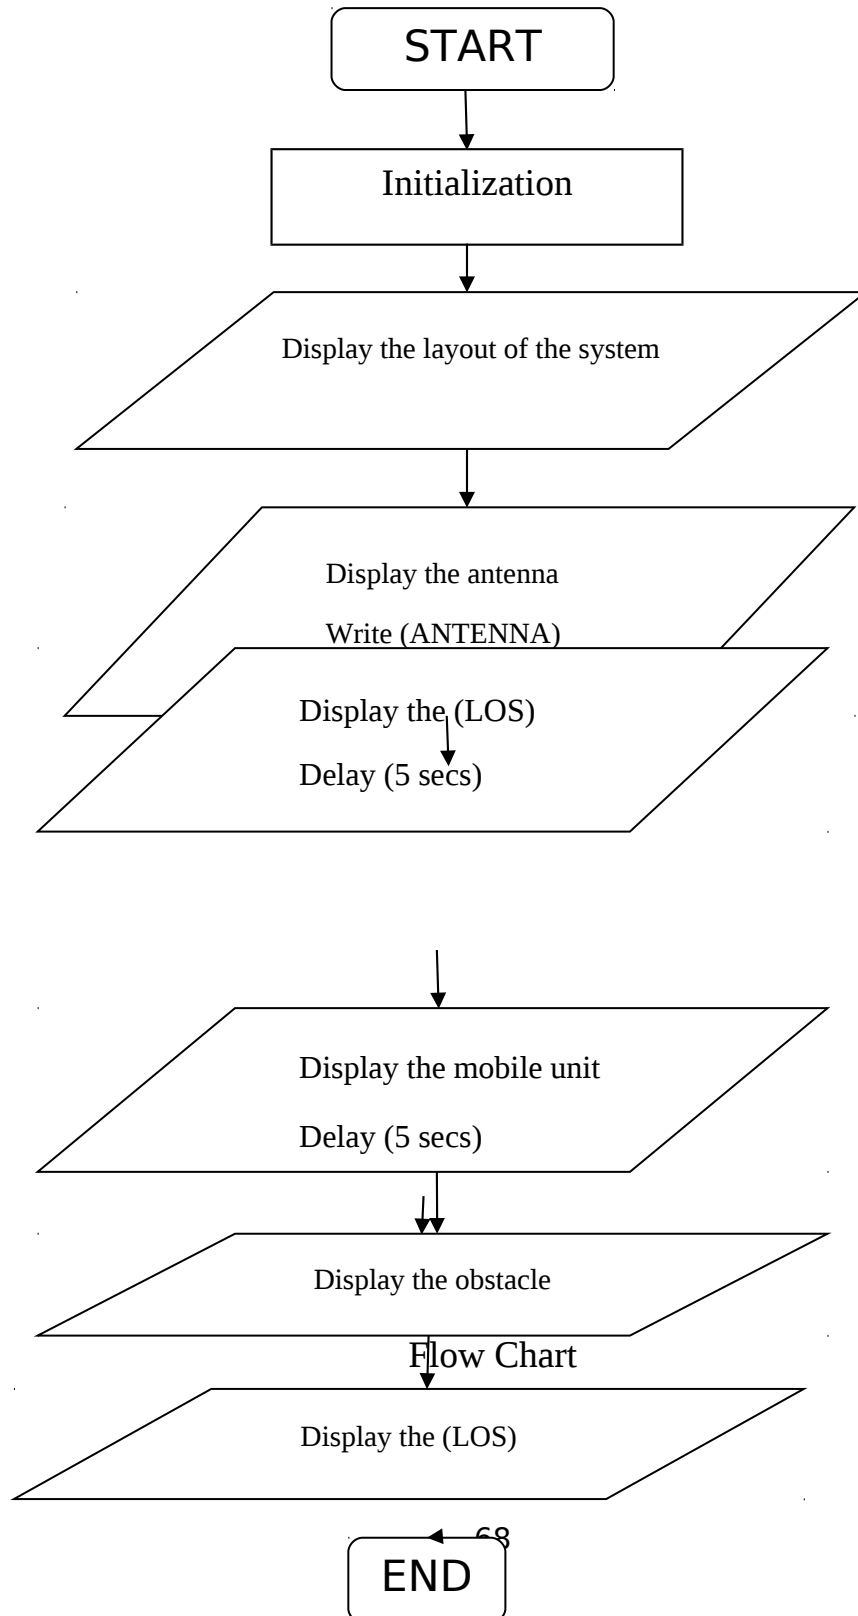 START
Initialization
Display the layout of the system
Display the antenna
Write (ANTENNA)
Display the (LOS)
Delay (5 secs)
Display the mobile unit
Delay (5 secs)
Display the obstacle
Flow Chart
Display the (LOS)
68
END